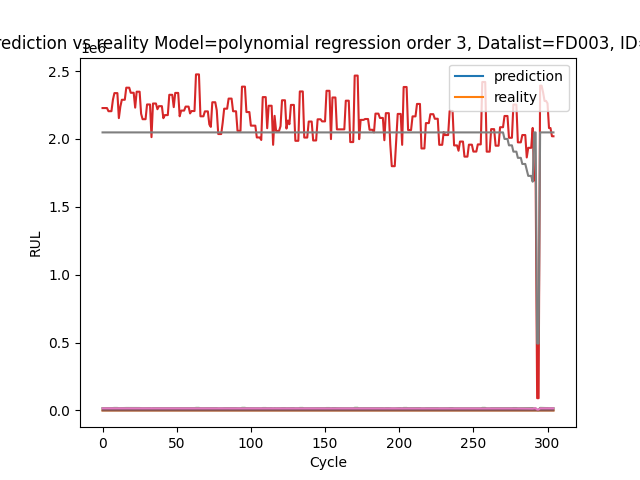 rediction vs reality Model=polynomial regression order 3, Datalist=FD003, ID=
1e6
2.5
2.0
1.5
1.0
0.5
0.0
RUL
prediction
reality
0 50 100 150 200 250 300
Cycle